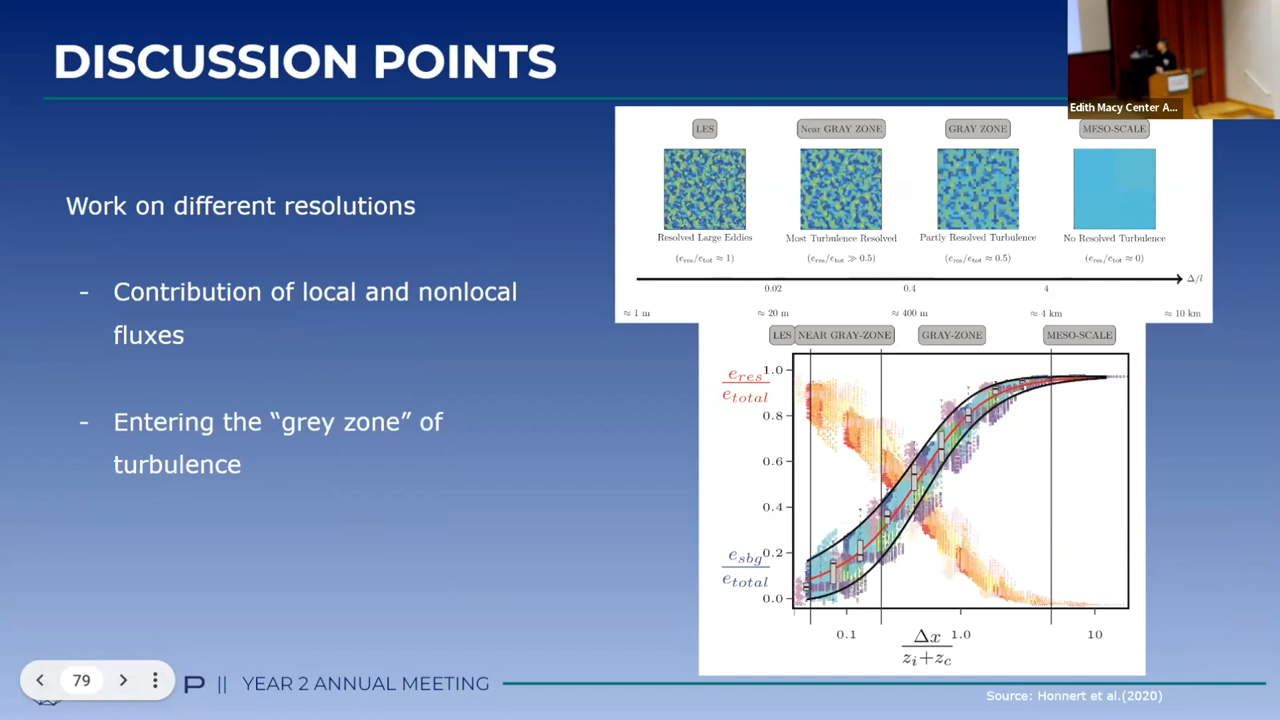 DISCUSSION POINTS
Edith Macy Center A...
Work on different resolutions
- Contribution of local and nonlocal
fluxes
- Entering the “grey zone” of
turbulence
LES Near GRAY ZONE GRAY ZONE MESO-SCALE
Resolved Large Eddies Most Turbulence Resolved Partly Resolved Turbulence No Resolved Turbulence
(e_res/e_tot ≈ 1) (e_res/e_tot ≫ 0.5) (e_res/e_tot ≈ 0.5) (e_res/e_tot ≈ 0)
Δ/l
0.02 0.4 4
≈ 1 m ≈ 20 m ≈ 400 m ≈ 4 km ≈ 10 km
LES NEAR GRAY-ZONE GRAY-ZONE MESO-SCALE
e_res
e_total
e_sbg
e_total
1.0
0.8
0.6
0.4
0.2
0.0
0.1 1.0 10
Δx
z_i+z_c
79
P || YEAR 2 ANNUAL MEETING
Source: Honnert et al.(2020)